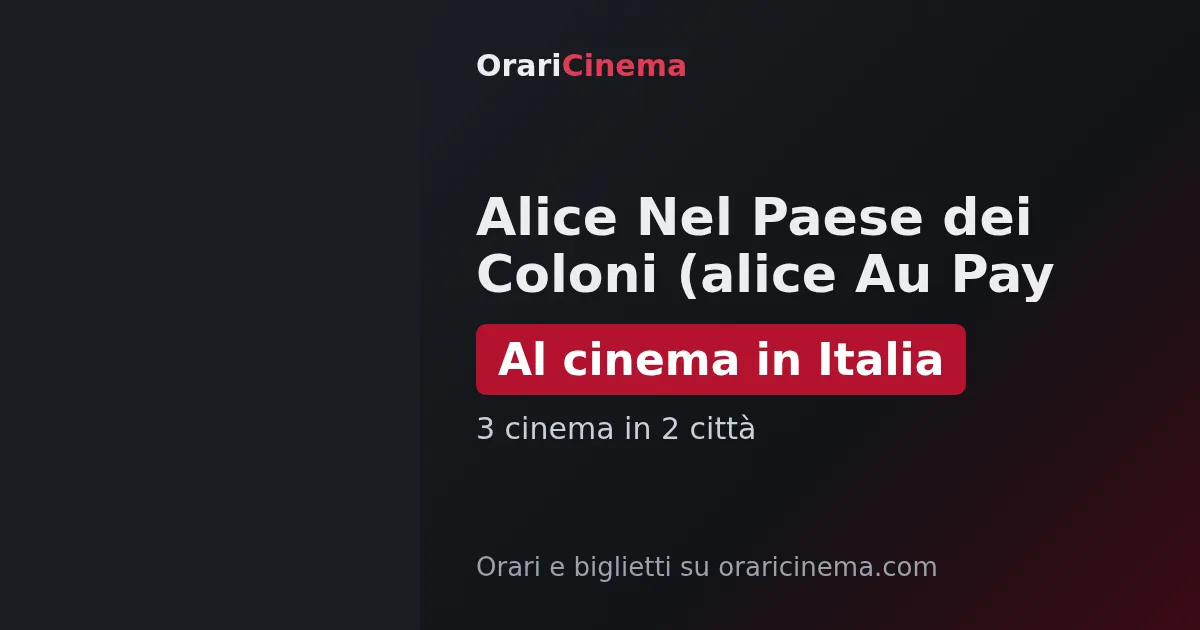 OrariCinema
Alice Nel Paese dei
Coloni (alice Au Pay
Al cinema in Italia
3 cinema in 2 città
Orari e biglietti su oraricinema.com